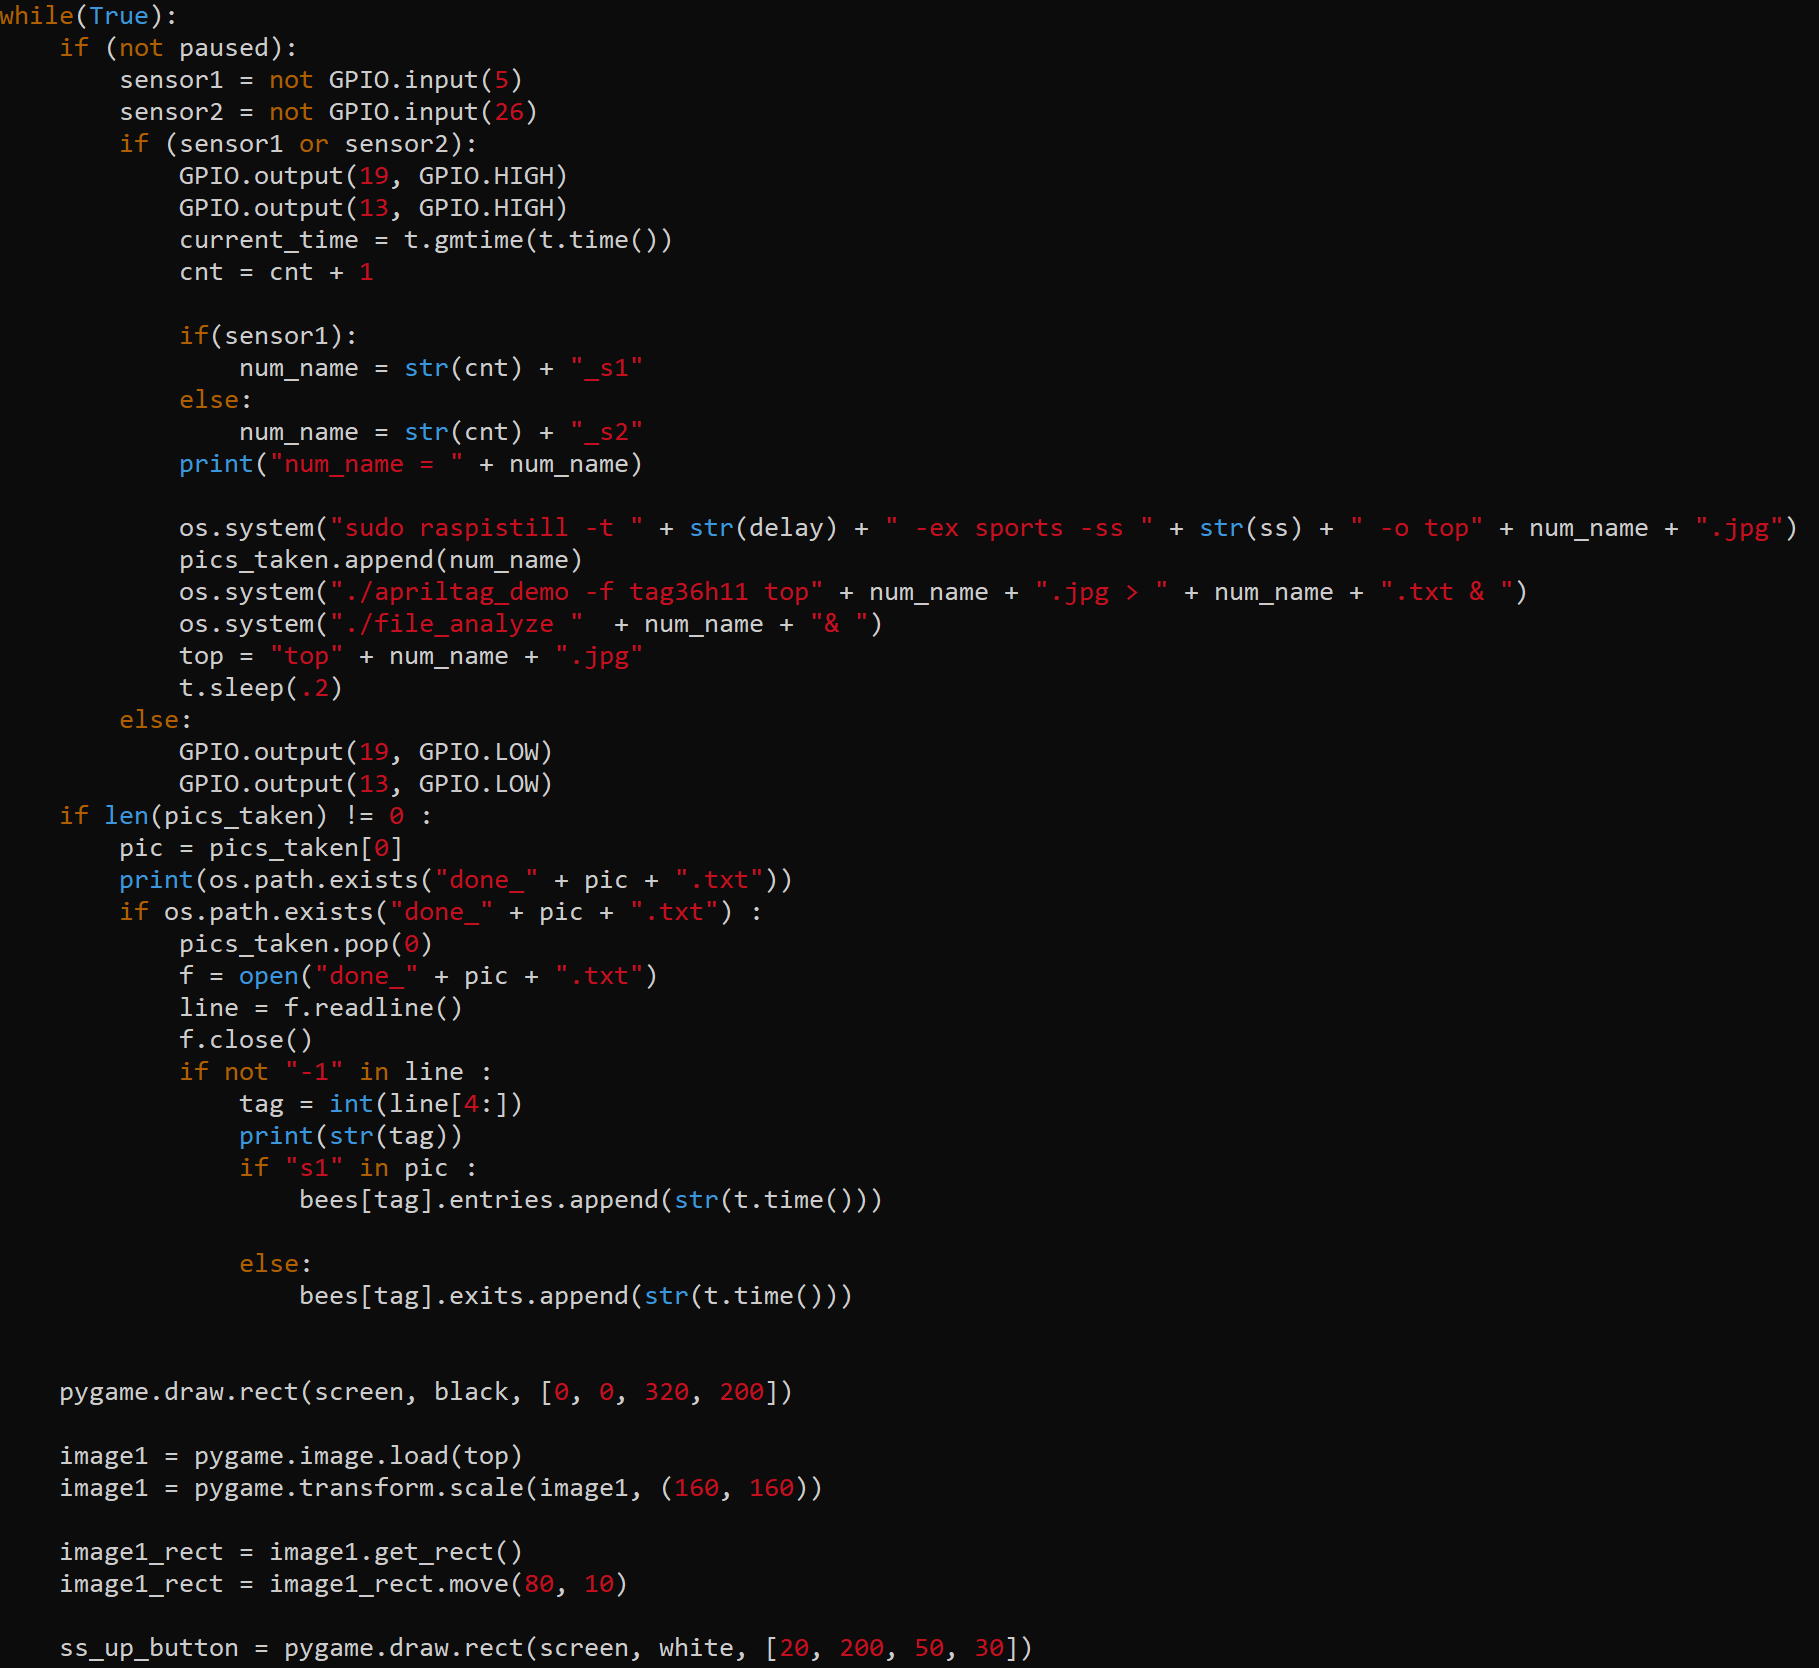 while(True):
    if (not paused):
        sensor1 = not GPIO.input(5)
        sensor2 = not GPIO.input(26)
        if (sensor1 or sensor2):
            GPIO.output(19, GPIO.HIGH)
            GPIO.output(13, GPIO.HIGH)
            current_time = t.gmtime(t.time())
            cnt = cnt + 1

            if(sensor1):
                num_name = str(cnt) + "_s1"
            else:
                num_name = str(cnt) + "_s2"
            print("num_name = " + num_name)

            os.system("sudo raspistill -t " + str(delay) + " -ex sports -ss " + str(ss) + " -o top" + num_name + ".jpg")
            pics_taken.append(num_name)
            os.system("./apriltag_demo -f tag36h11 top" + num_name + ".jpg > " + num_name + ".txt & ")
            os.system("./file_analyze "  + num_name + "& ")
            top = "top" + num_name + ".jpg"
            t.sleep(.2)
        else:
            GPIO.output(19, GPIO.LOW)
            GPIO.output(13, GPIO.LOW)
    if len(pics_taken) != 0 :
        pic = pics_taken[0]
        print(os.path.exists("done_" + pic + ".txt"))
        if os.path.exists("done_" + pic + ".txt") :
            pics_taken.pop(0)
            f = open("done_" + pic + ".txt")
            line = f.readline()
            f.close()
            if not "-1" in line :
                tag = int(line[4:])
                print(str(tag))
                if "s1" in pic :
                    bees[tag].entries.append(str(t.time()))

                else:
                    bees[tag].exits.append(str(t.time()))


    pygame.draw.rect(screen, black, [0, 0, 320, 200])

    image1 = pygame.image.load(top)
    image1 = pygame.transform.scale(image1, (160, 160))

    image1_rect = image1.get_rect()
    image1_rect = image1_rect.move(80, 10)

    ss_up_button = pygame.draw.rect(screen, white, [20, 200, 50, 30])